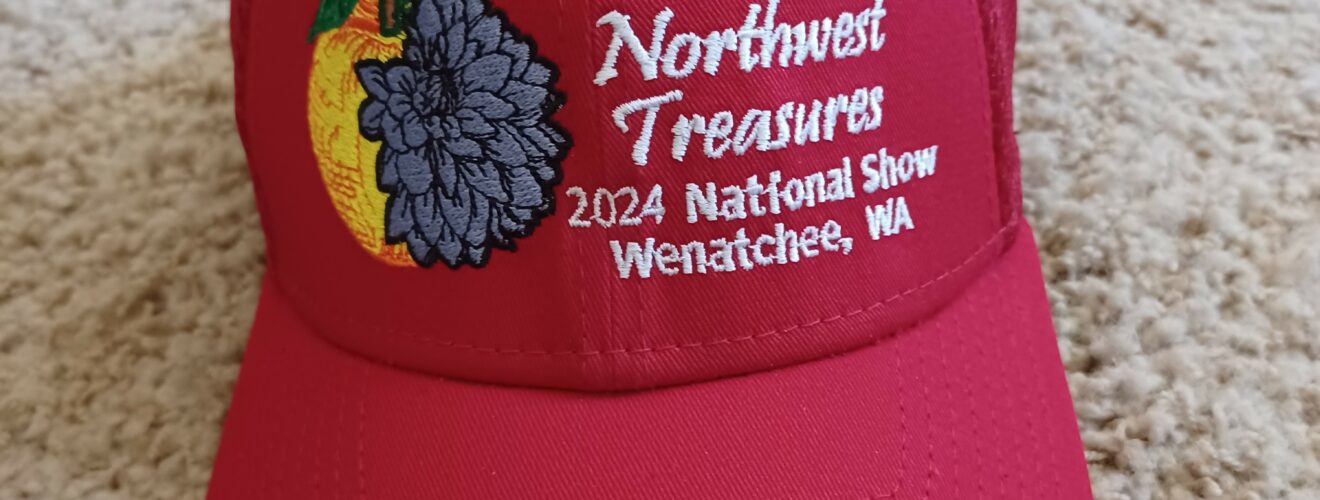 Northwest
Treasures
2024 National Show
Wenatchee, WA